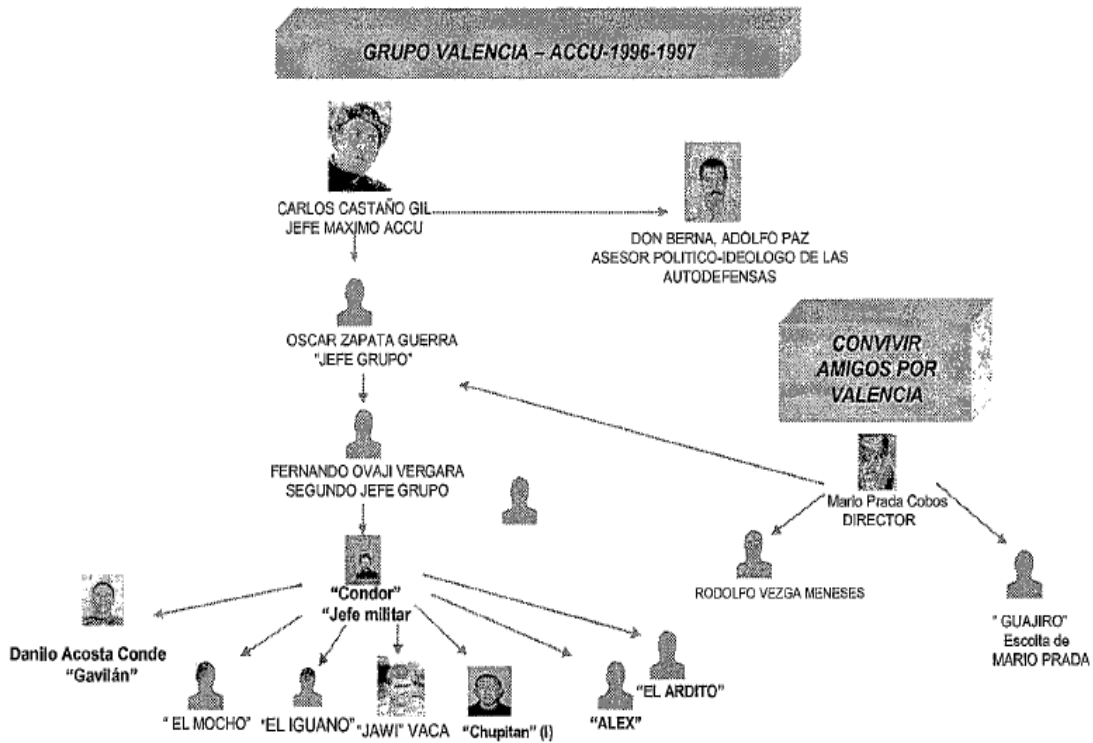 GRUPO VALENCIA – ACCU-1996-1997
CARLOS CASTAÑO GIL
JEFE MAXIMO ACCU
DON BERNA, ADOLFO PAZ
ASESOR POLITICO-IDEOLOGO DE LAS
AUTODEFENSAS
OSCAR ZAPATA GUERRA
"JEFE GRUPO"
CONVIVIR
AMIGOS POR
VALENCIA
FERNANDO OVAJI VERGARA
SEGUNDO JEFE GRUPO
Mario Prada Cobos
DIRECTOR
RODOLFO VEZGA MENESES
" GUAJIRO"
Escolta de
MARIO PRADA
"Condor"
"Jefe militar
Danilo Acosta Conde
"Gavilán"
" EL MOCHO"
"EL IGUANO"
"JAWI" VACA
"Chupitan" (I)
"ALEX"
"EL ARDITO"